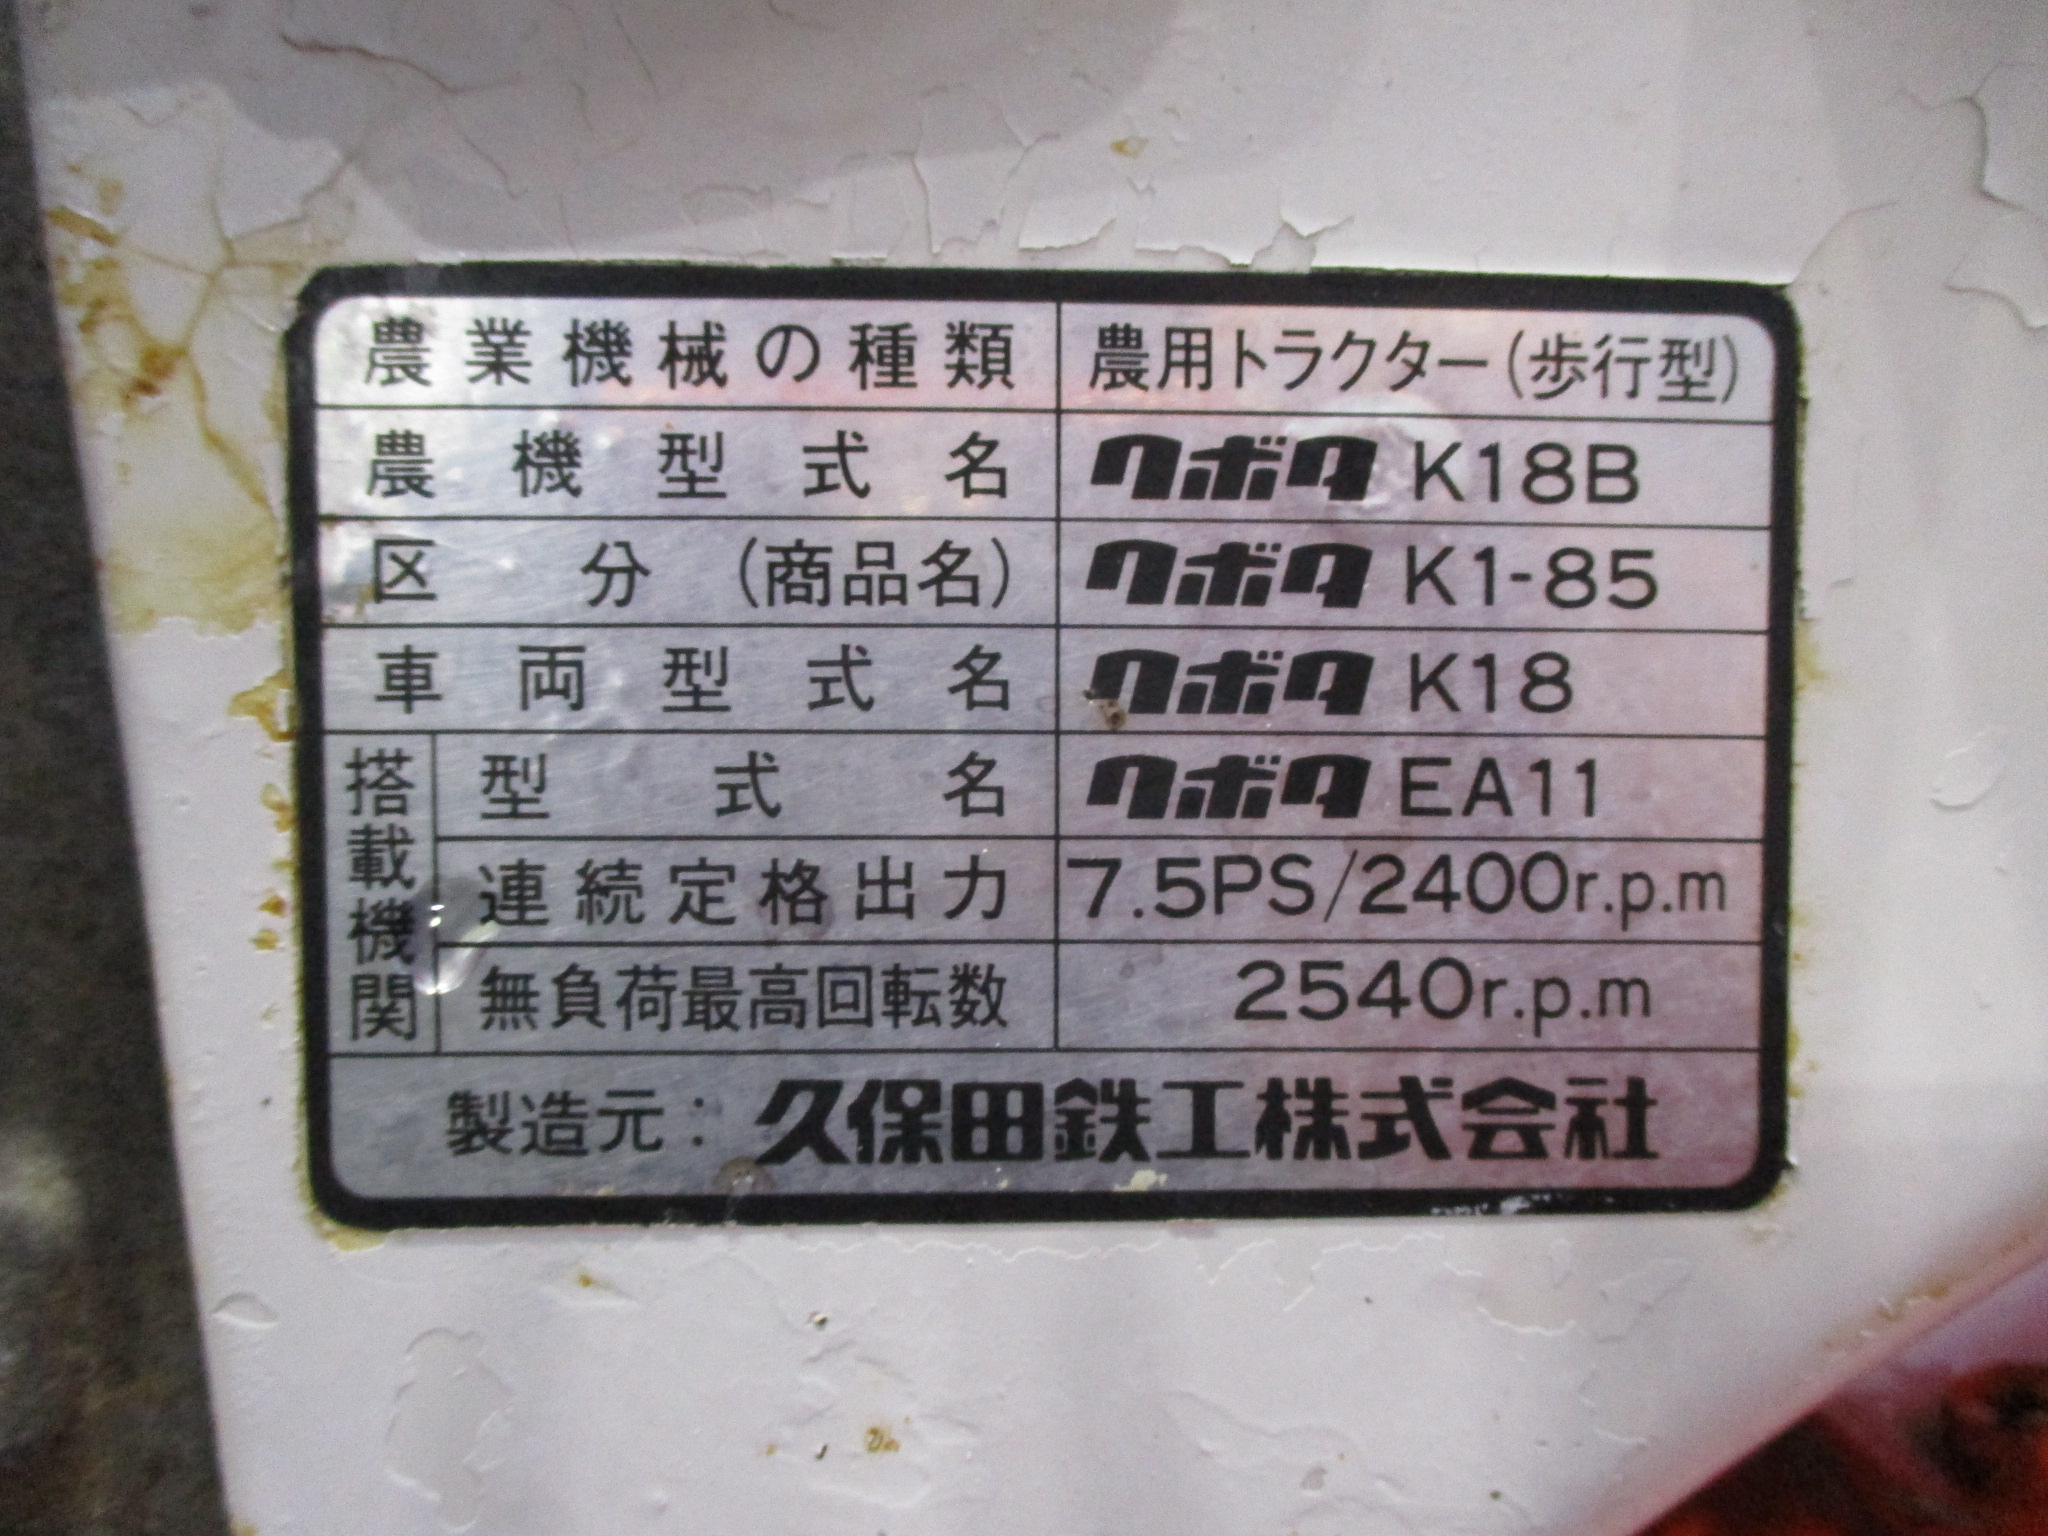 農業機械の種類 農用トラクター(歩行型)
農機型式名 クボタ K18B
区分(商品名) クボタ K1-85
車両型式名 クボタ K18
搭載機関
型式名 クボタ EA11
連続定格出力 7.5PS/2400r.p.m
無負荷最高回転数 2540r.p.m
製造元：久保田鉄工株式会社